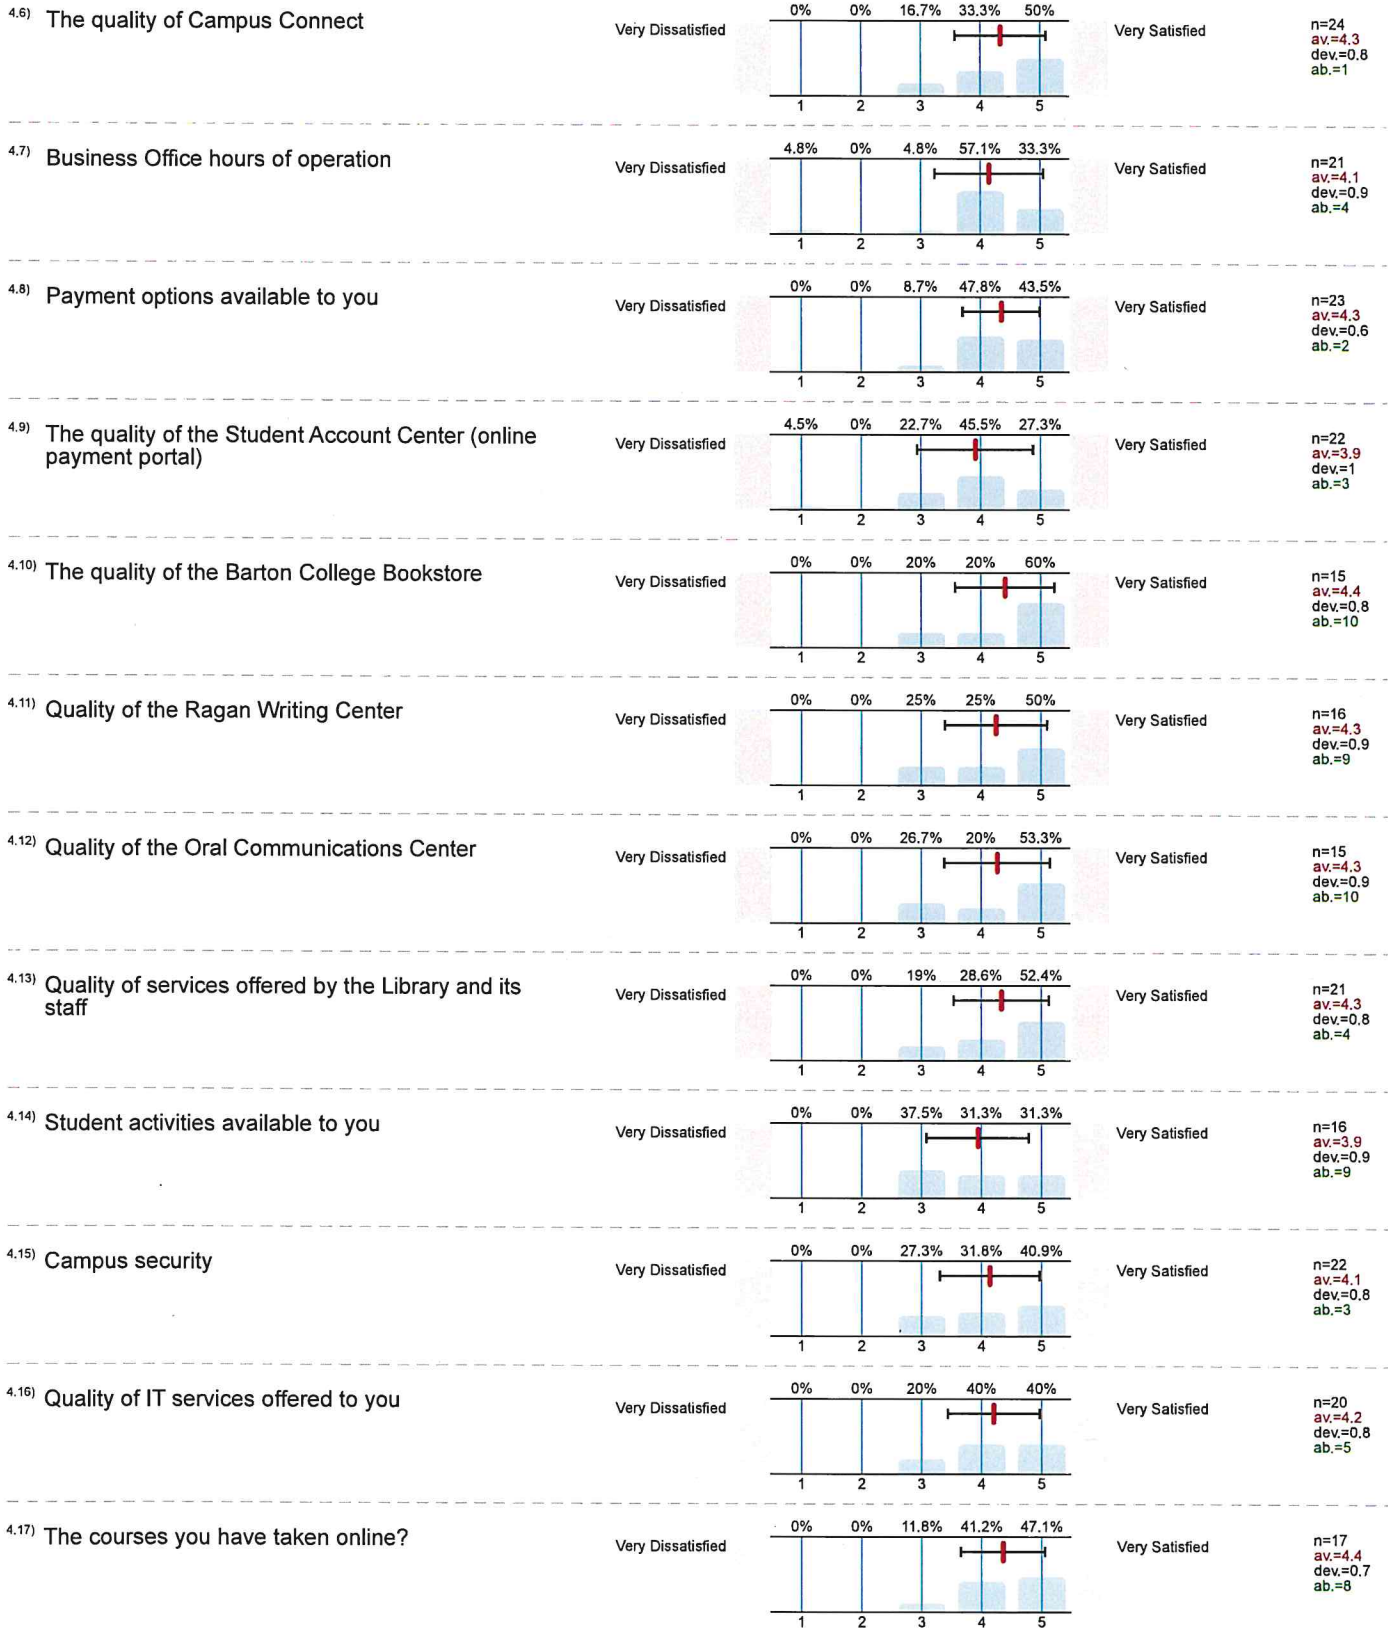 4.6) The quality of Campus Connect
Very Dissatisfied
0% 0% 16.7% 33.3% 50%
1 2 3 4 5
Very Satisfied
n=24
av.=4.3
dev.=0.8
ab.=1
4.7) Business Office hours of operation
Very Dissatisfied
4.8% 0% 4.8% 57.1% 33.3%
1 2 3 4 5
Very Satisfied
n=21
av.=4.1
dev.=0.9
ab.=4
4.8) Payment options available to you
Very Dissatisfied
0% 0% 8.7% 47.8% 43.5%
1 2 3 4 5
Very Satisfied
n=23
av.=4.3
dev.=0.6
ab.=2
4.9) The quality of the Student Account Center (online
payment portal)
Very Dissatisfied
4.5% 0% 22.7% 45.5% 27.3%
1 2 3 4 5
Very Satisfied
n=22
av.=3.9
dev.=1
ab.=3
4.10) The quality of the Barton College Bookstore
Very Dissatisfied
0% 0% 20% 20% 60%
1 2 3 4 5
Very Satisfied
n=15
av.=4.4
dev.=0.8
ab.=10
4.11) Quality of the Ragan Writing Center
Very Dissatisfied
0% 0% 25% 25% 50%
1 2 3 4 5
Very Satisfied
n=16
av.=4.3
dev.=0.9
ab.=9
4.12) Quality of the Oral Communications Center
Very Dissatisfied
0% 0% 26.7% 20% 53.3%
1 2 3 4 5
Very Satisfied
n=15
av.=4.3
dev.=0.9
ab.=10
4.13) Quality of services offered by the Library and its
staff
Very Dissatisfied
0% 0% 19% 28.6% 52.4%
1 2 3 4 5
Very Satisfied
n=21
av.=4.3
dev.=0.8
ab.=4
4.14) Student activities available to you
Very Dissatisfied
0% 0% 37.5% 31.3% 31.3%
1 2 3 4 5
Very Satisfied
n=16
av.=3.9
dev.=0.9
ab.=9
4.15) Campus security
Very Dissatisfied
0% 0% 27.3% 31.8% 40.9%
1 2 3 4 5
Very Satisfied
n=22
av.=4.1
dev.=0.8
ab.=3
4.16) Quality of IT services offered to you
Very Dissatisfied
0% 0% 20% 40% 40%
1 2 3 4 5
Very Satisfied
n=20
av.=4.2
dev.=0.8
ab.=5
4.17) The courses you have taken online?
Very Dissatisfied
0% 0% 11.8% 41.2% 47.1%
1 2 3 4 5
Very Satisfied
n=17
av.=4.4
dev.=0.7
ab.=8